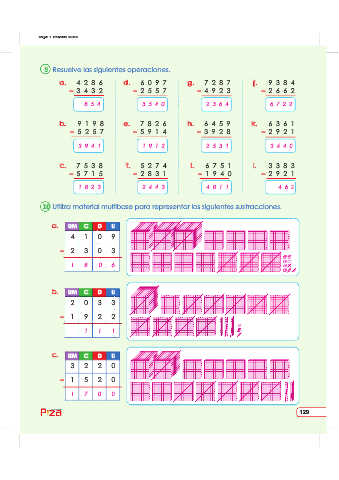 9 Resuelve las siguientes operaciones.
a. 4 2 8 6 d. 6 0 9 7 g. 7 2 8 7 j. 9 3 8 4
– 3 4 3 2 – 2 5 5 7 – 4 9 2 3 – 2 6 6 2
8 5 4 3 5 4 0 2 3 6 4 6 7 2 2
b. 9 1 9 8 e. 7 8 2 6 h. 6 4 5 9 k. 6 3 6 1
– 5 2 5 7 – 5 9 1 4 – 3 9 2 8 – 2 9 2 1
3 9 4 1 1 9 1 2 2 5 3 1 3 4 4 0
c. 7 5 3 8 f. 5 2 7 4 i. 6 7 5 1 l. 3 3 8 3
– 5 7 1 5 – 2 8 3 1 – 1 9 4 0 – 2 9 2 1
1 8 2 3 2 4 4 3 4 8 1 1 4 6 2
10 Utiliza material multibase para representar las siguientes sustracciones.
a. UM C D U
4 1 0 9
– 2 3 0 3
1 8 0 6
b. UM C D U
2 0 3 3
– 1 9 2 2
1 1 1
c. UM C D U
3 2 2 0
– 1 5 2 0
1 7 0 0
129